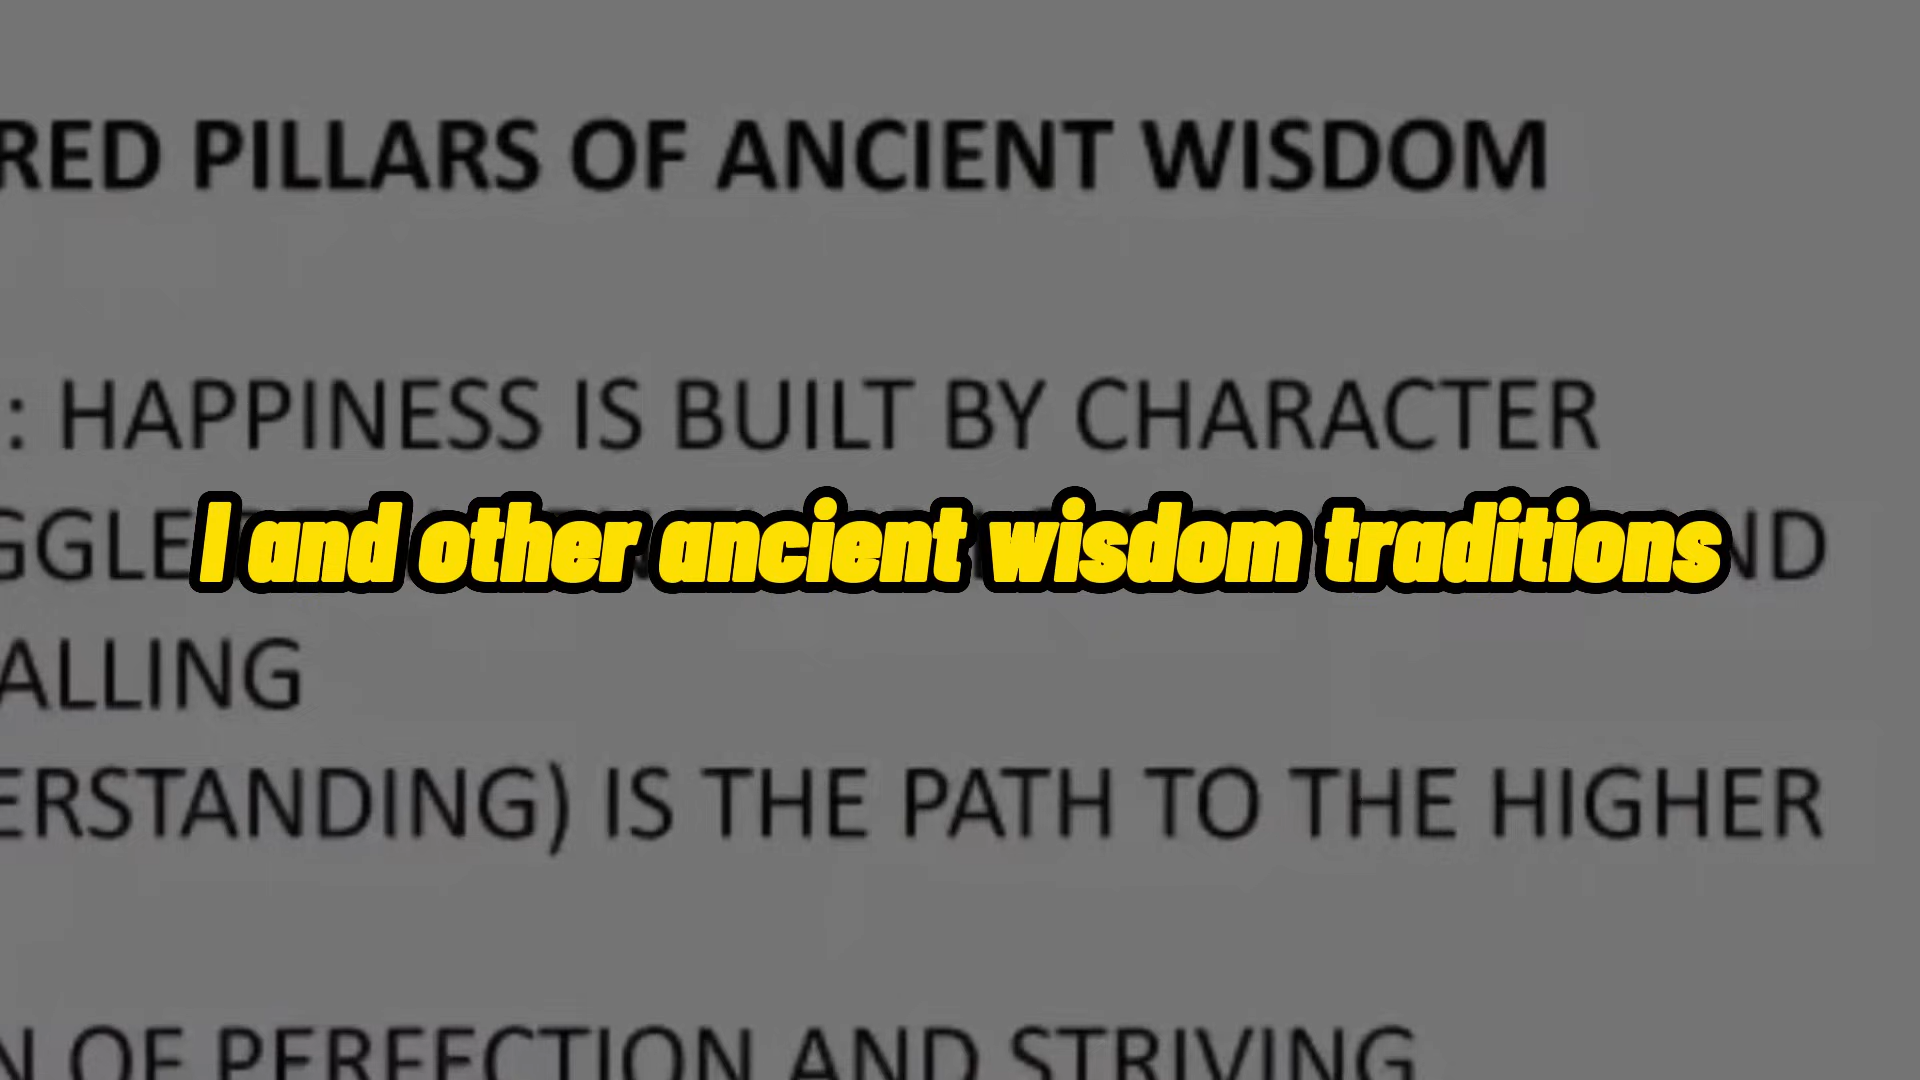 RED PILLARS OF ANCIENT WISDOM
: HAPPINESS IS BUILT BY CHARACTER
GGLE ND
I and other ancient wisdom traditions
ALLING
ERSTANDING) IS THE PATH TO THE HIGHER
N OF PERFECTION AND STRIVING